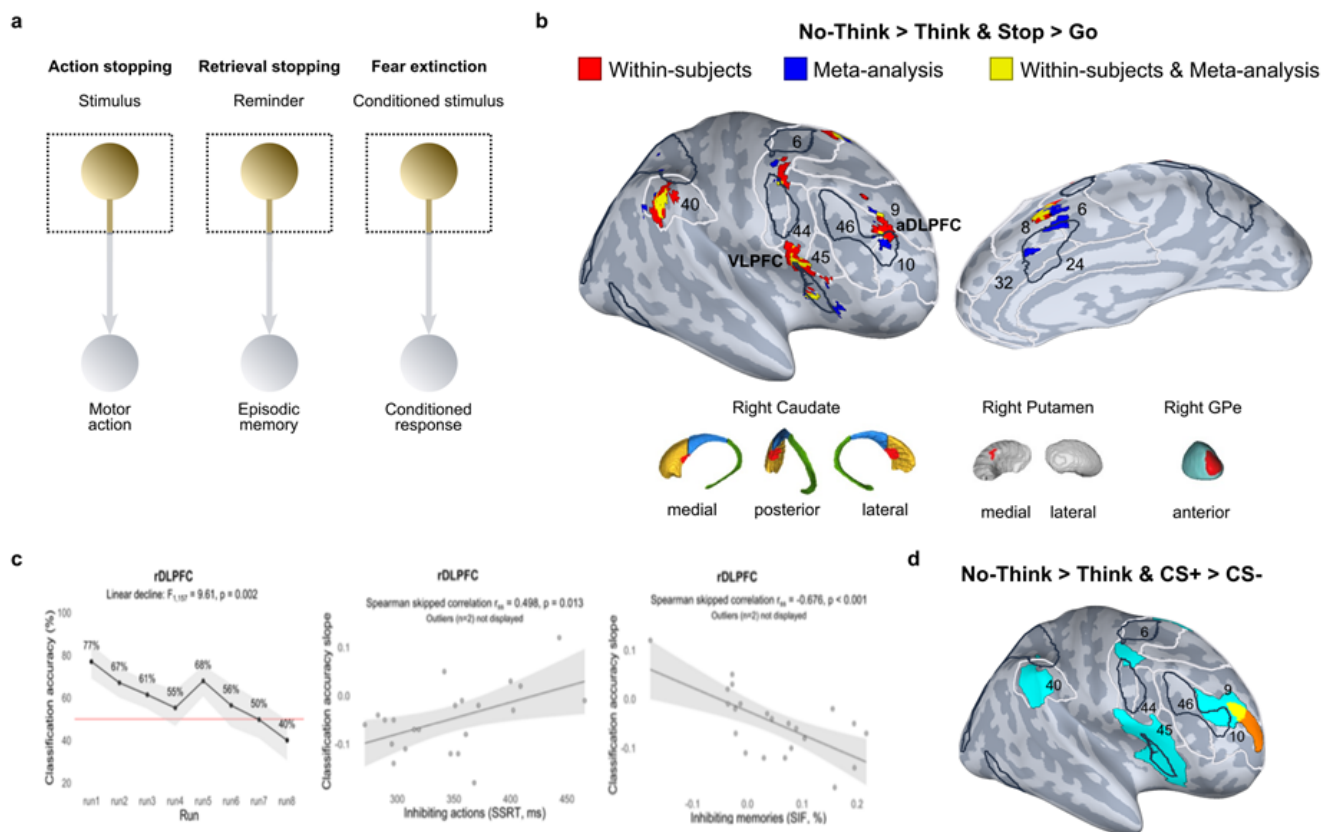 a
Action stopping
Retrieval stopping
Fear extinction
Stimulus
Reminder
Conditioned stimulus
Motor
action
Episodic
memory
Conditioned
response
b
No-Think > Think & Stop > Go
Within-subjects
Meta-analysis
Within-subjects & Meta-analysis
6
40
9
46
aDLPFC
44
VLPFC
45
10
6
8
24
32
Right Caudate
Right Putamen
Right GPe
medial
posterior
lateral
medial
lateral
anterior
c
rDLPFC
Linear decline: F1,157 = 9.61, p = 0.002
Classification accuracy (%)
100
80
60
40
20
77%
67%
61%
55%
68%
56%
50%
40%
run1
run2
run3
run4
run5
run6
run7
run8
Run
rDLPFC
Spearman skipped correlation rss = 0.498, p = 0.013
Outliers (n=2) not displayed
Classification accuracy slope
0.1
0.0
-0.1
300
350
400
450
Inhibiting actions (SSRT, ms)
rDLPFC
Spearman skipped correlation rss = -0.676, p < 0.001
Outliers (n=2) not displayed
Classification accuracy slope
0.1
0.0
-0.1
-0.1
0.0
0.1
0.2
Inhibiting memories (SIF, %)
d
No-Think > Think & CS+ > CS-
6
40
9
44
46
45
10